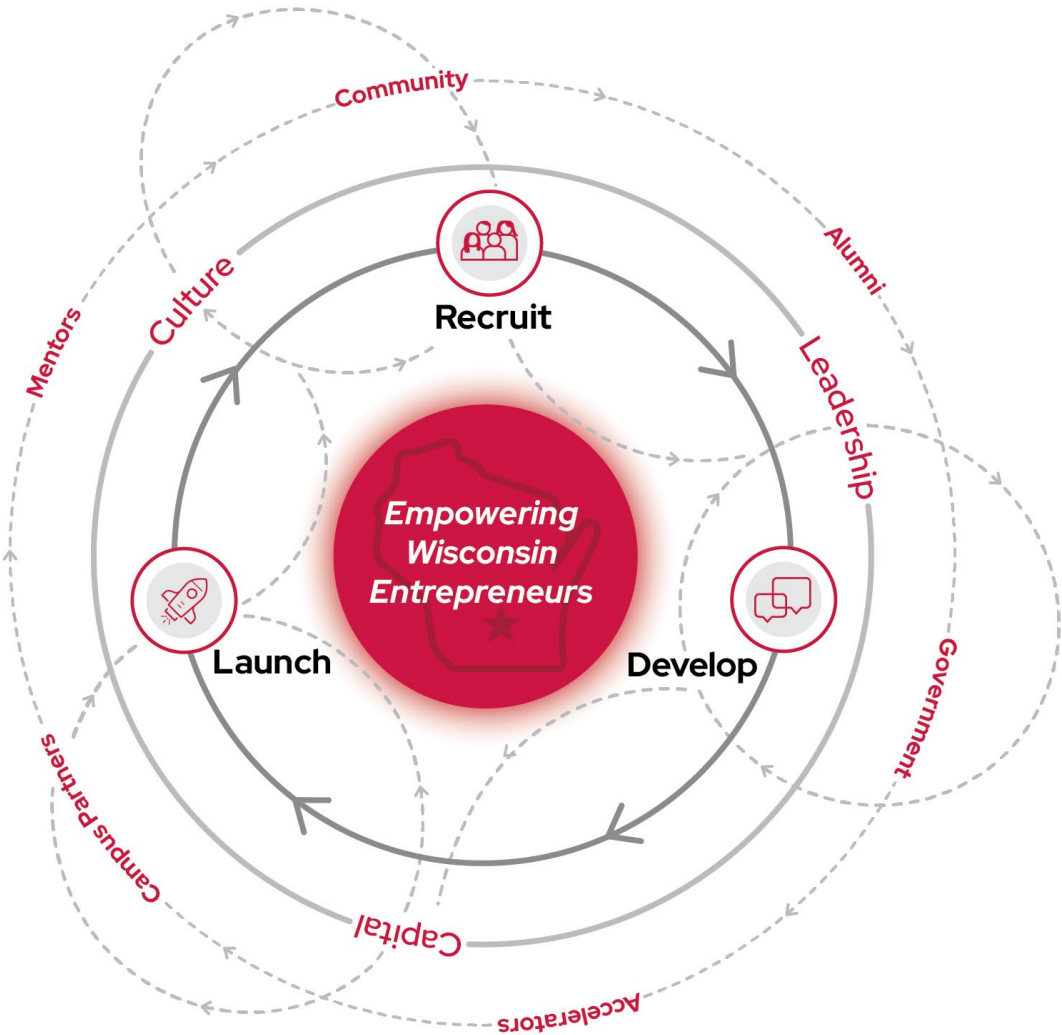 Community
Alumni
Mentors
Culture
Leadership
Recruit
Empowering
Wisconsin
Entrepreneurs
Launch
Develop
Government
Campus Partners
Capital
Accelerators